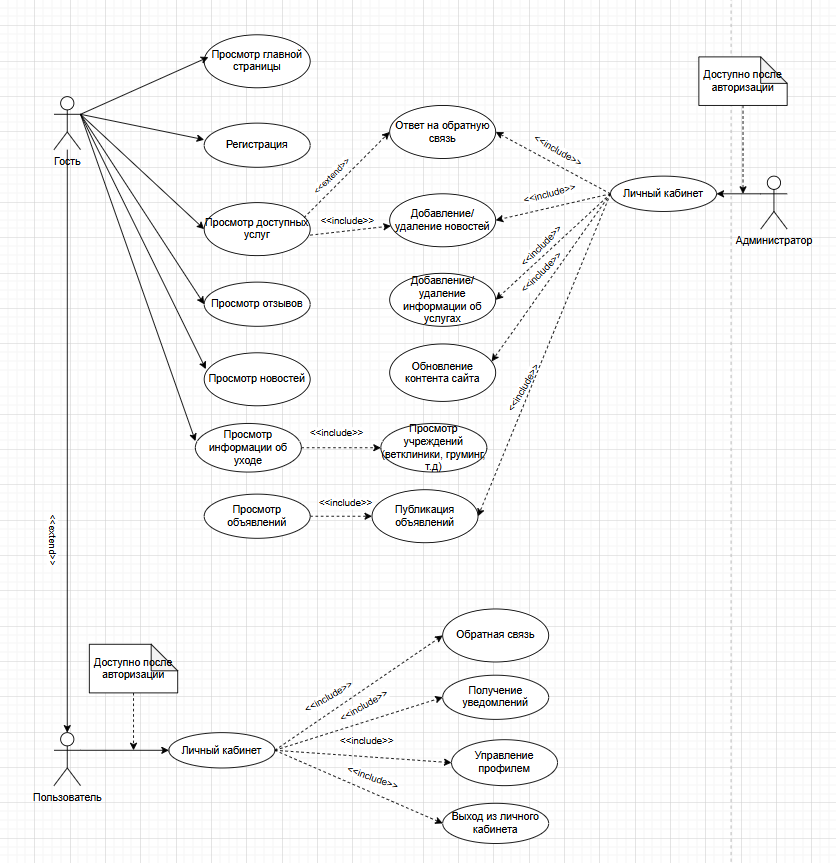 Просмотр главной
страницы
Доступно после
авторизации
Гость
Регистрация
Ответ на обратную
связь
<<include>>
<<extend>>
Личный кабинет
Администратор
Просмотр доступных
услуг
<<include>>
Добавление/
удаление новостей
<<include>>
<<include>>
<<include>>
Просмотр отзывов
Добавление/
удаление
информации об
услугах
Просмотр новостей
Обновление
контента сайта
<<include>>
Просмотр
информации об
уходе
<<include>>
Просмотр
учреждений
(ветклиники, груминг,
т.д)
Просмотр
объявлений
<<include>>
Публикация
объявлений
<<extend>>
Обратная связь
Доступно после
авторизации
<<include>>
<<include>>
Получение
уведомлений
Личный кабинет
<<include>>
Управление
профилем
<<include>>
Пользователь
Выход из личного
кабинета